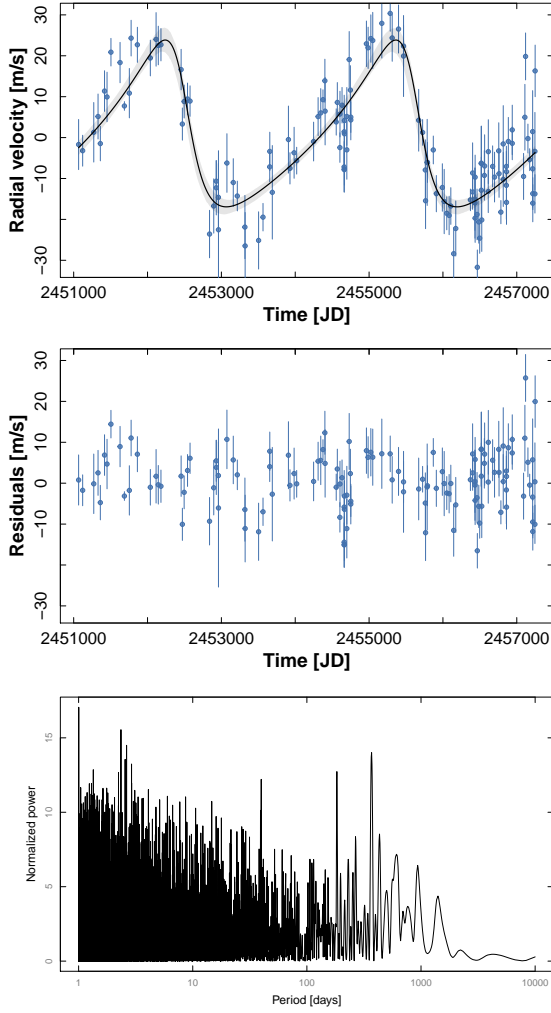 30
20
10
0
−10
−30
Radial velocity [m/s]
2451000 2453000 2455000 2457000
Time [JD]
30
20
10
0
−10
−30
Residuals [m/s]
2451000 2453000 2455000 2457000
Time [JD]
15
10
5
0
Normalized power
1 10 100 1000 10000
Period [days]